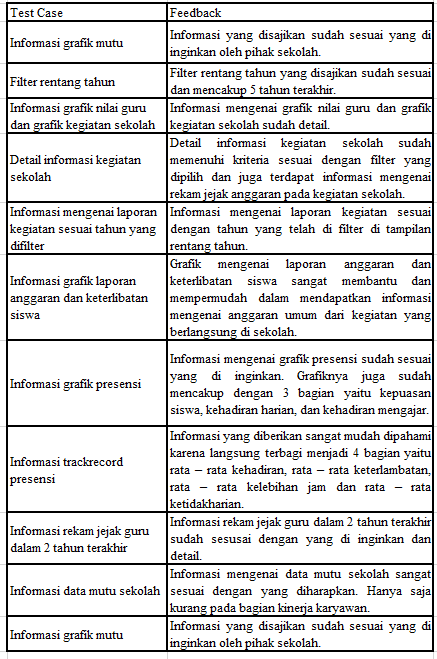 Test Case
Feedback
Informasi grafik mutu
Informasi yang disajikan sudah sesuai yang di
inginkan oleh pihak sekolah.
Filter rentang tahun
Filter rentang tahun yang disajikan sudah sesuai
dan mencakup 5 tahun terakhir.
Informasi grafik nilai guru
dan grafik kegiatan sekolah
Informasi mengenai grafik nilai guru dan grafik
kegiatan sekolah sudah detail.
Detail informasi kegiatan
sekolah
Detail informasi kegiatan sekolah sudah
memenuhi kriteria sesuai dengan filter yang
dipilih dan juga terdapat informasi mengenai
rekam jejak anggaran pada kegiatan sekolah.
Informasi mengenai laporan
kegiatan sesuai tahun yang
difilter
Informasi mengenai laporan kegiatan sesuai
dengan tahun yang telah di filter di tampilan
rentang tahun.
Informasi grafik laporan
anggaran dan keterlibatan
siswa
Grafik mengenai laporan anggaran dan
keterlibatan siswa sangat membantu dan
mempermudah dalam mendapatkan informasi
mengenai anggaran umum dari kegiatan yang
berlangsung di sekolah.
Informasi grafik presensi
Informasi mengenai grafik presensi sudah sesuai
yang di inginkan. Grafiknya juga sudah
mencakup dengan 3 bagian yaitu kepuasan
siswa, kehadiran harian, dan kehadiran mengajar.
Informasi trackrecord
presensi
Informasi yang diberikan sangat mudah dipahami
karena langsung terbagi menjadi 4 bagian yaitu
rata – rata kehadiran, rata – rata keterlambatan,
rata – rata kelebihan jam dan rata – rata
ketidakharian.
Informasi rekam jejak guru
dalam 2 tahun terakhir
Informasi rekam jejak guru dalam 2 tahun terakhir
sudah sesusai dengan yang di inginkan dan
detail.
Informasi data mutu sekolah
Informasi mengenai data mutu sekolah sangat
sesuai dengan yang diharapkan. Hanya saja
kurang pada bagian kinerja karyawan.
Informasi grafik mutu
Informasi yang disajikan sudah sesuai yang di
inginkan oleh pihak sekolah.